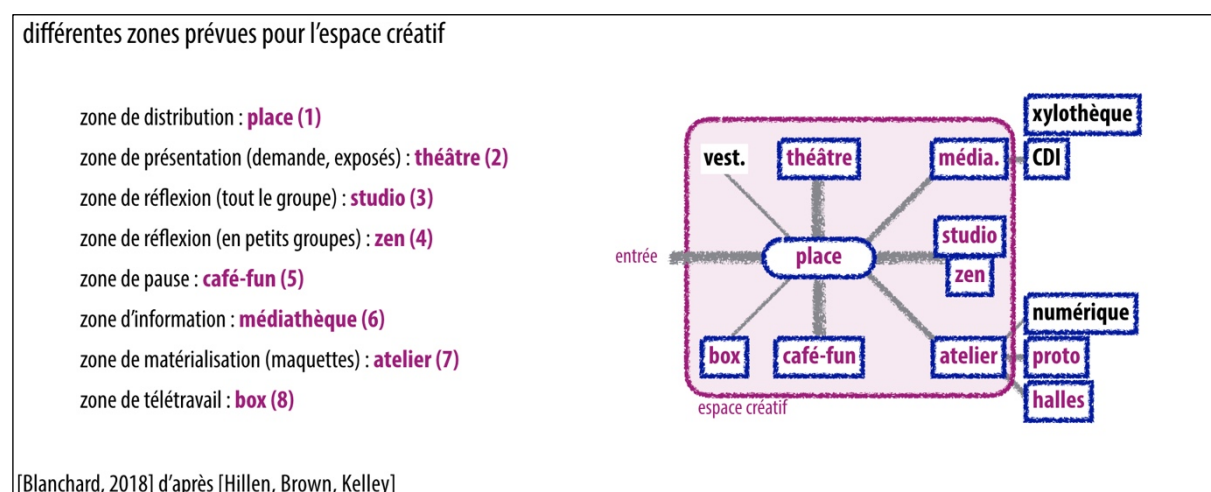 différentes zones prévues pour l’espace créatif
zone de distribution : place (1)
zone de présentation (demande, exposés) : théâtre (2)
zone de réflexion (tout le groupe) : studio (3)
zone de réflexion (en petits groupes) : zen (4)
zone de pause : café-fun (5)
zone d’information : médiathèque (6)
zone de matérialisation (maquettes) : atelier (7)
zone de télétravail : box (8)
xylothèque
vest.
théâtre
média.
CDI
studio
entrée
place
zen
numérique
box
café-fun
atelier
proto
halles
espace créatif
[Blanchard, 2018] d’après [Hillen, Brown, Kelley]